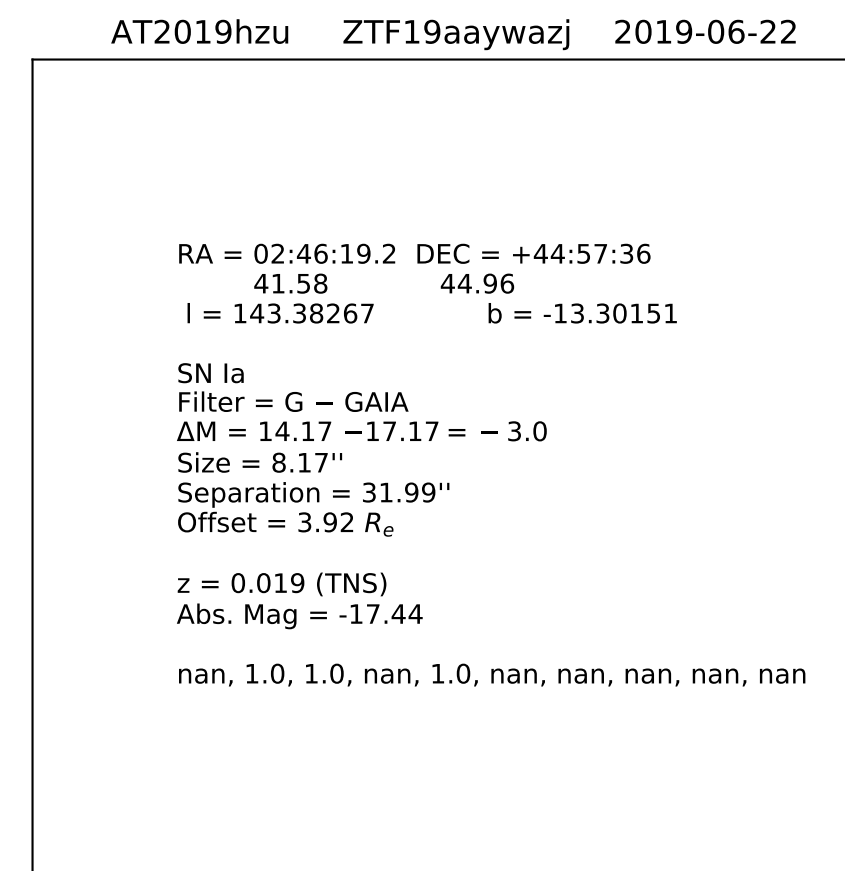 AT2019hzu ZTF19aaywazj 2019-06-22
RA = 02:46:19.2 DEC = +44:57:36
41.58 44.96
l = 143.38267 b = -13.30151
SN Ia
Filter = G − GAIA
ΔM = 14.17 −17.17 = − 3.0
Size = 8.17''
Separation = 31.99''
Offset = 3.92 Re
z = 0.019 (TNS)
Abs. Mag = -17.44
nan, 1.0, 1.0, nan, 1.0, nan, nan, nan, nan, nan